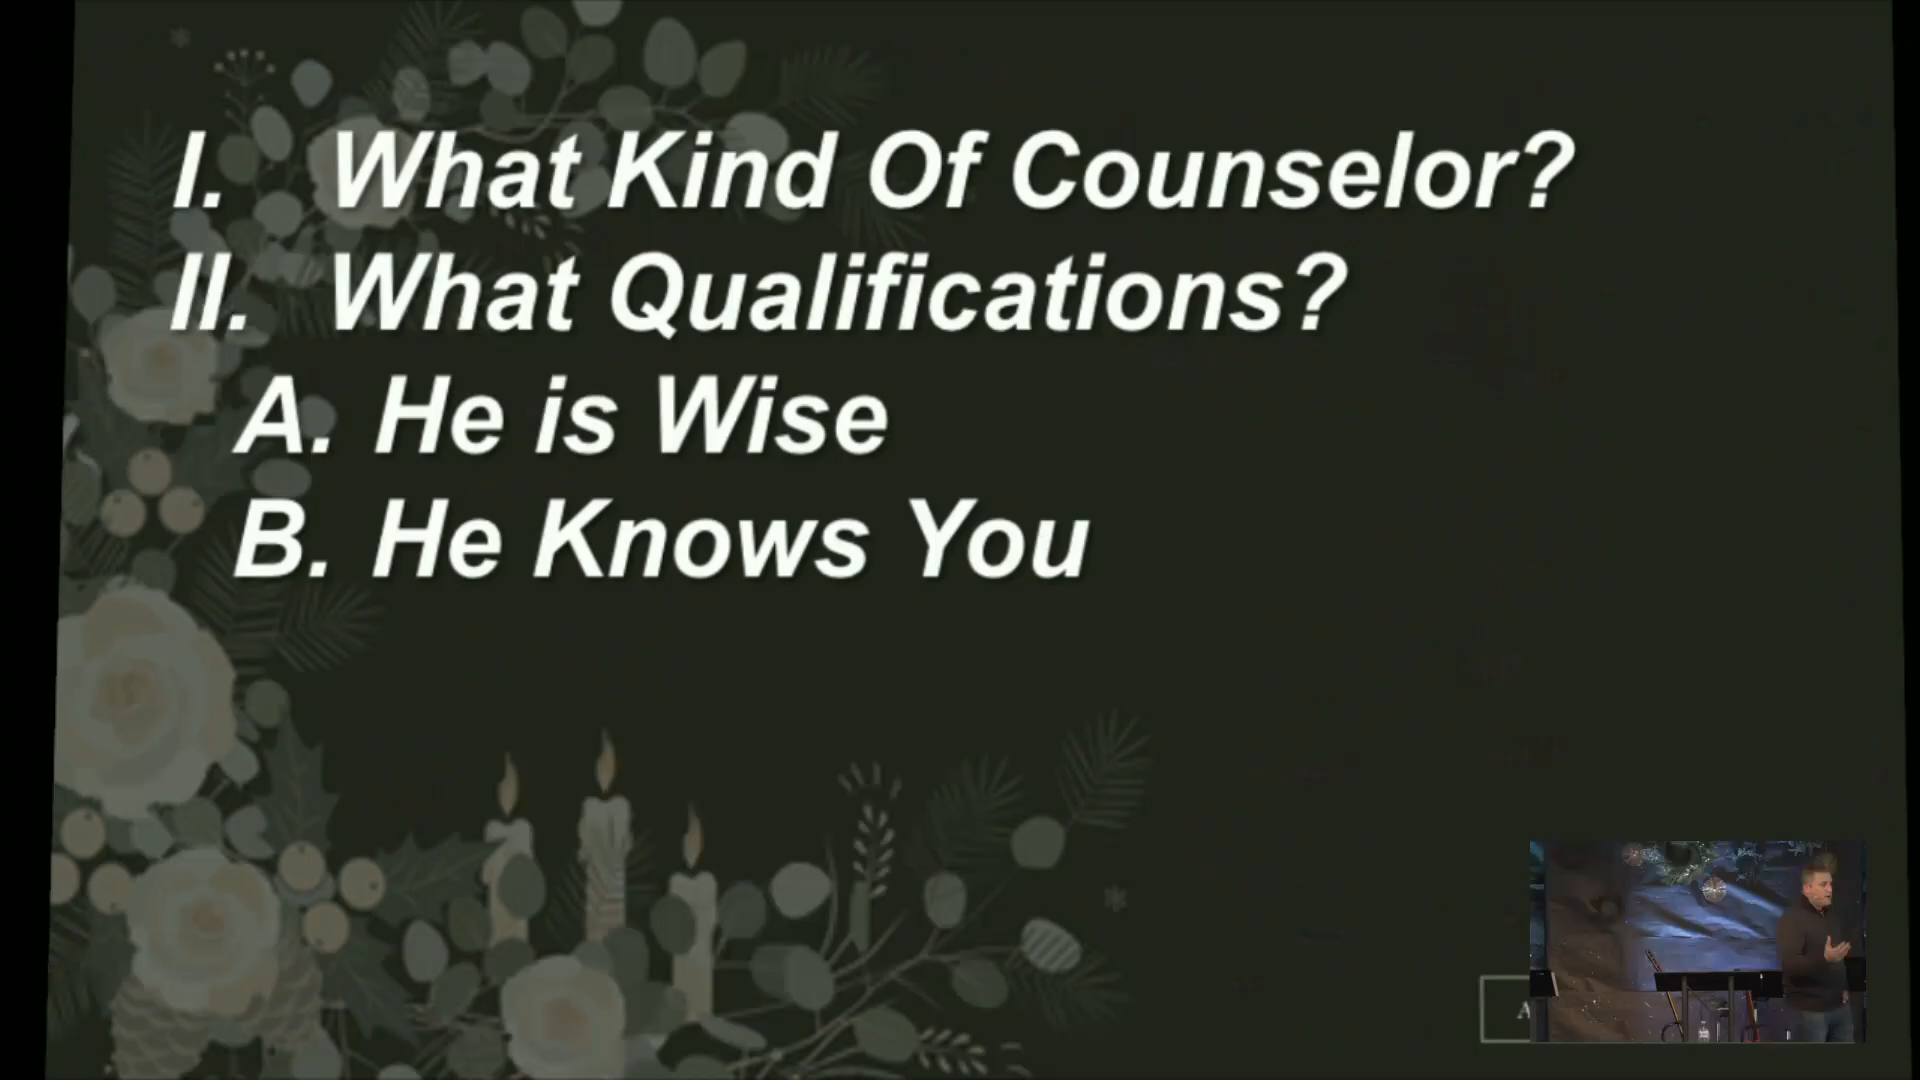 I. What Kind Of Counselor?
II. What Qualifications?
A. He is Wise
B. He Knows You